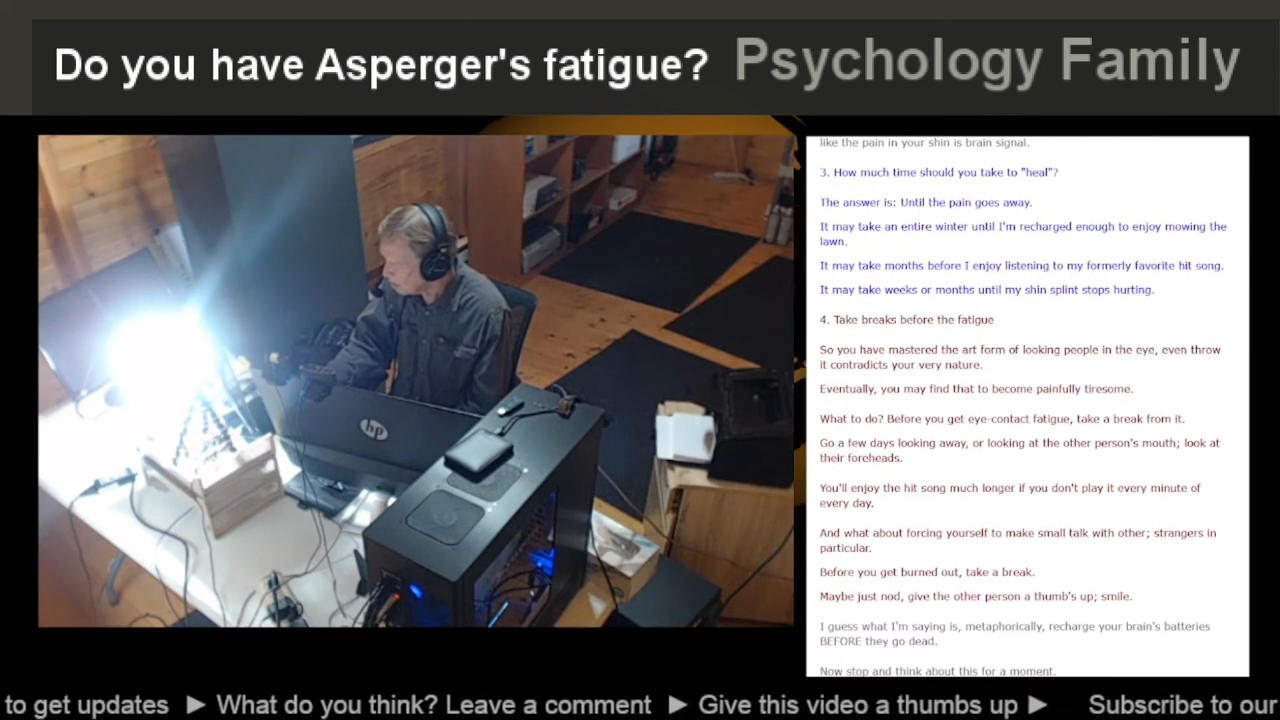 Do you have Asperger's fatigue? Psychology Family
like the pain in your shin is brain signal.
3. How much time should you take to "heal"?
The answer is: Until the pain goes away.
It may take an entire winter until I'm recharged enough to enjoy mowing the
lawn.
It may take months before I enjoy listening to my formerly favorite hit song.
It may take weeks or months until my shin splint stops hurting.
4. Take breaks before the fatigue
So you have mastered the art form of looking people in the eye, even throw
it contradicts your very nature.
Eventually, you may find that to become painfully tiresome.
What to do? Before you get eye-contact fatigue, take a break from it.
Go a few days looking away, or looking at the other person's mouth; look at
their foreheads.
You'll enjoy the hit song much longer if you don't play it every minute of
every day.
And what about forcing yourself to make small talk with other; strangers in
particular.
Before you get burned out, take a break.
Maybe just nod, give the other person a thumb's up; smile.
I guess what I'm saying is, metaphorically, recharge your brain's batteries
BEFORE they go dead.
Now stop and think about this for a moment.
hp
to get updates ► What do you think? Leave a comment ► Give this video a thumbs up ► Subscribe to our